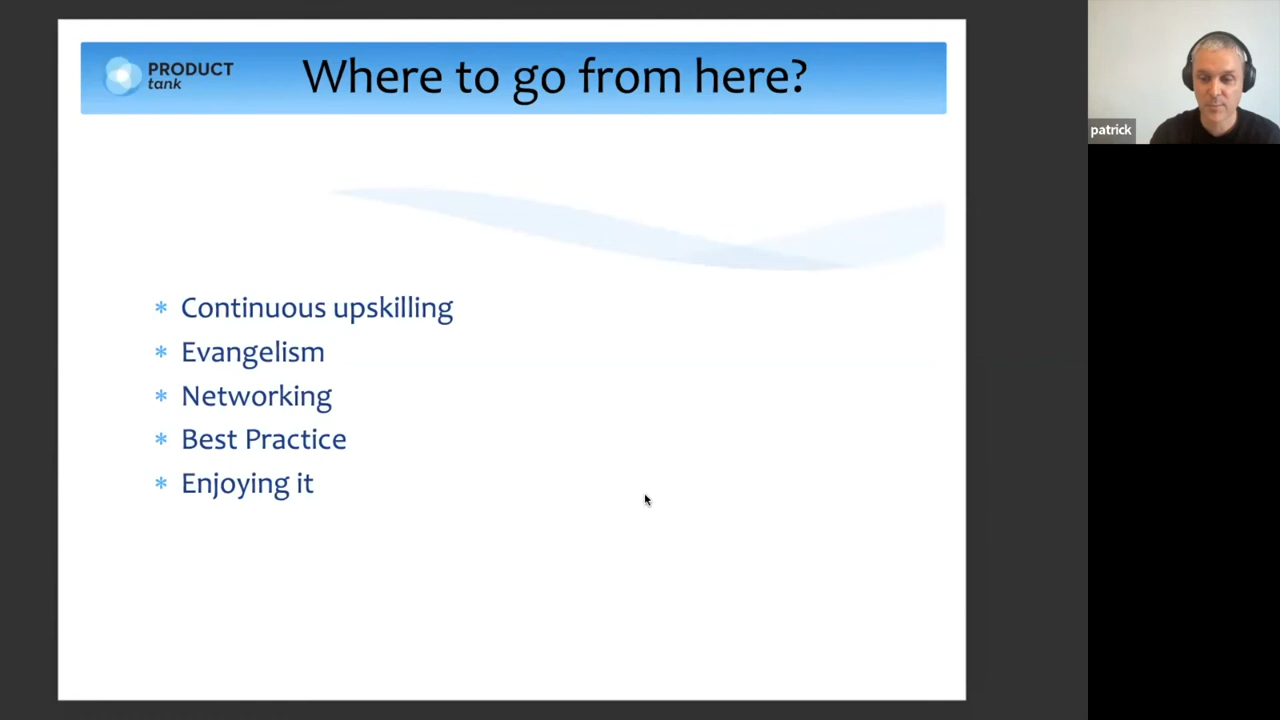 PRODUCT
tank
Where to go from here?
patrick
* Continuous upskilling
* Evangelism
* Networking
* Best Practice
* Enjoying it